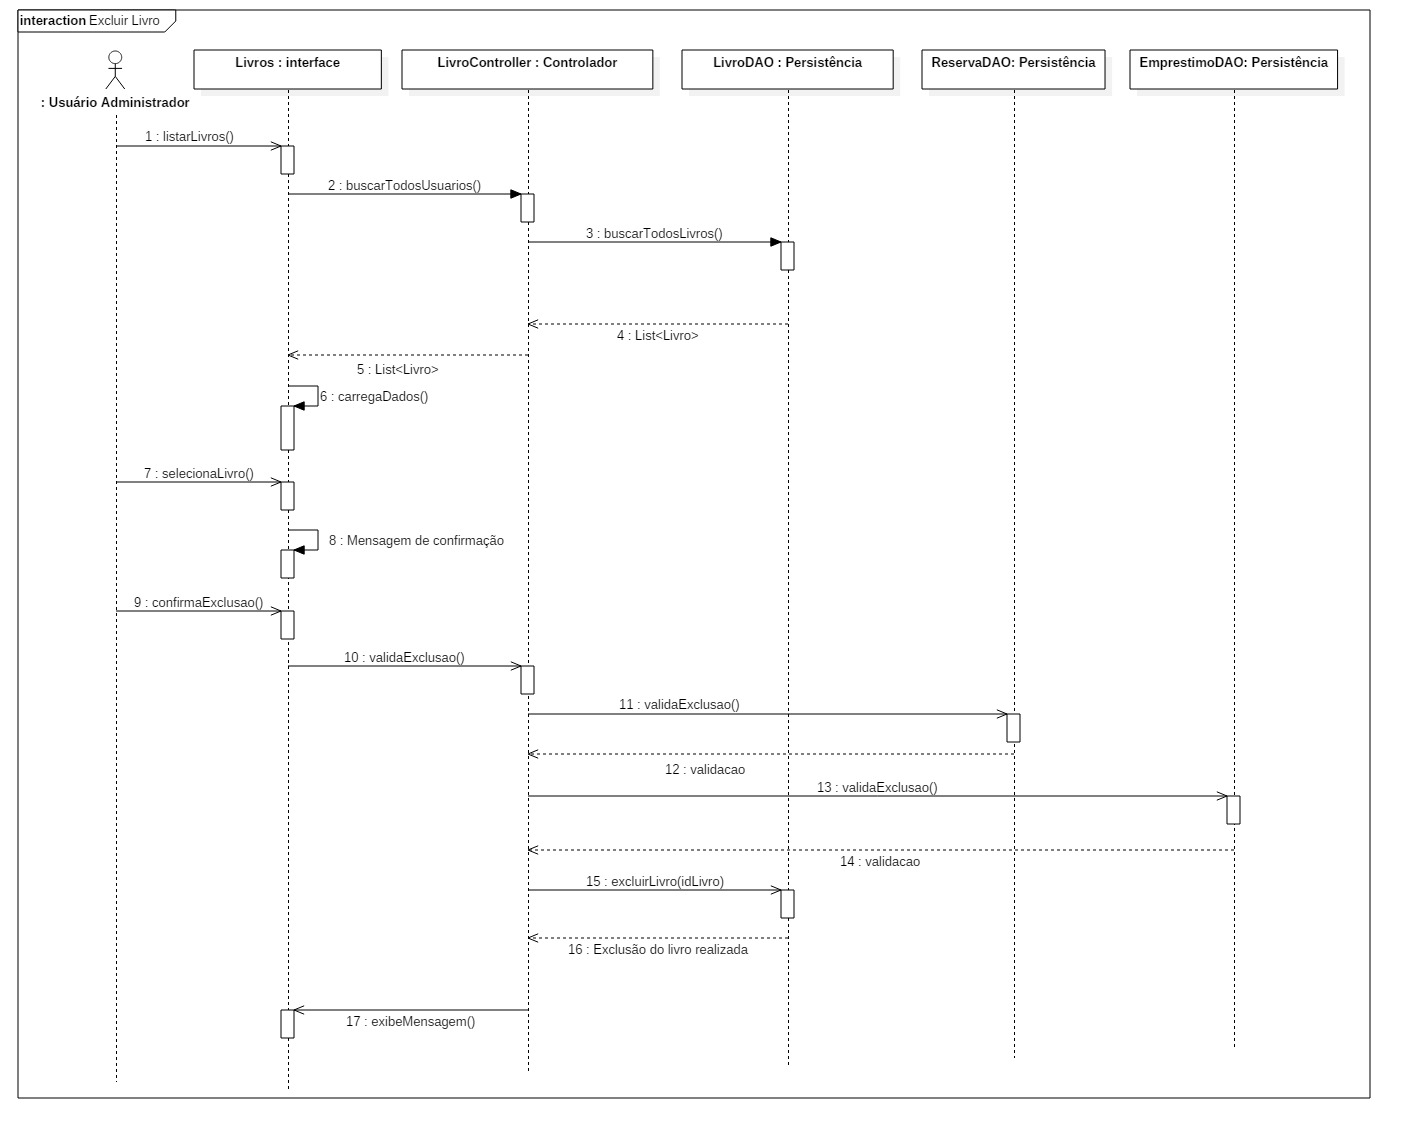 interaction Excluir Livro
Livros : interface
LivroController : Controlador
LivroDAO : Persistência
ReservaDAO: Persistência
EmprestimoDAO: Persistência
: Usuário Administrador
1 : listarLivros()
2 : buscarTodosUsuarios()
3 : buscarTodosLivros()
4 : List<Livro>
5 : List<Livro>
6 : carregaDados()
7 : selecionaLivro()
8 : Mensagem de confirmação
9 : confirmaExclusao()
10 : validaExclusao()
11 : validaExclusao()
12 : validacao
13 : validaExclusao()
14 : validacao
15 : excluirLivro(idLivro)
16 : Exclusão do livro realizada
17 : exibeMensagem()